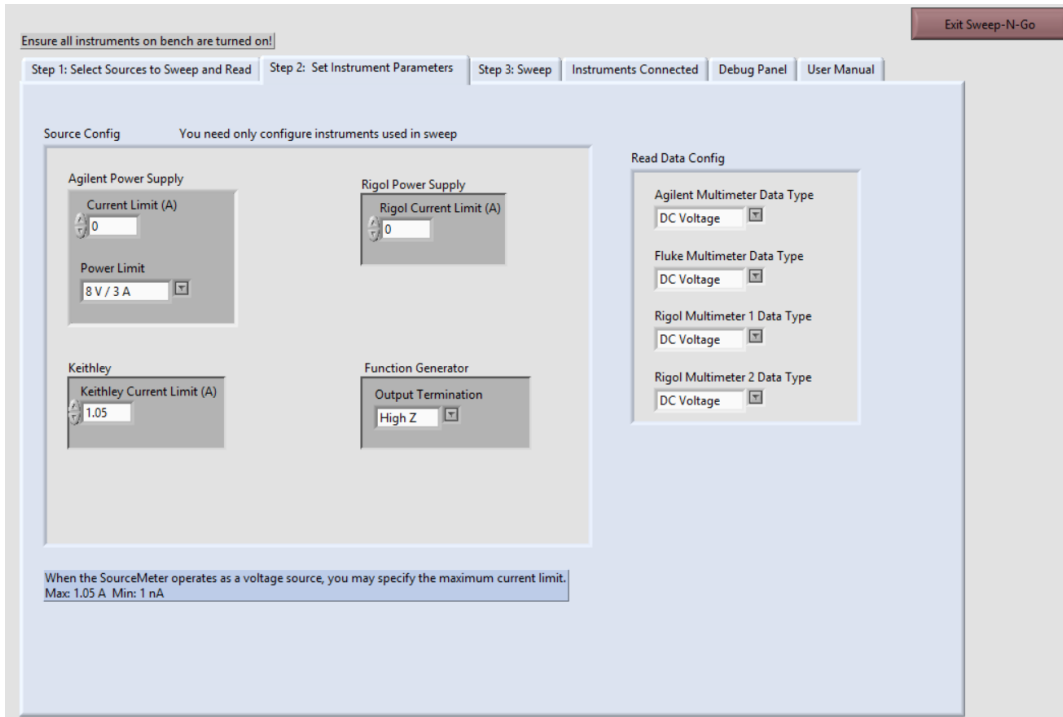 Exit Sweep-N-Go
Ensure all instruments on bench are turned on!
Step 1: Select Sources to Sweep and Read
Step 2: Set Instrument Parameters
Step 3: Sweep
Instruments Connected
Debug Panel
User Manual
Source Config
You need only configure instruments used in sweep
Agilent Power Supply
Current Limit (A)
0
Power Limit
8 V / 3 A
Rigol Power Supply
Rigol Current Limit (A)
0
Keithley
Keithley Current Limit (A)
1.05
Function Generator
Output Termination
High Z
Read Data Config
Agilent Multimeter Data Type
DC Voltage
Fluke Multimeter Data Type
DC Voltage
Rigol Multimeter 1 Data Type
DC Voltage
Rigol Multimeter 2 Data Type
DC Voltage
When the SourceMeter operates as a voltage source, you may specify the maximum current limit.
Max: 1.05 A Min: 1 nA